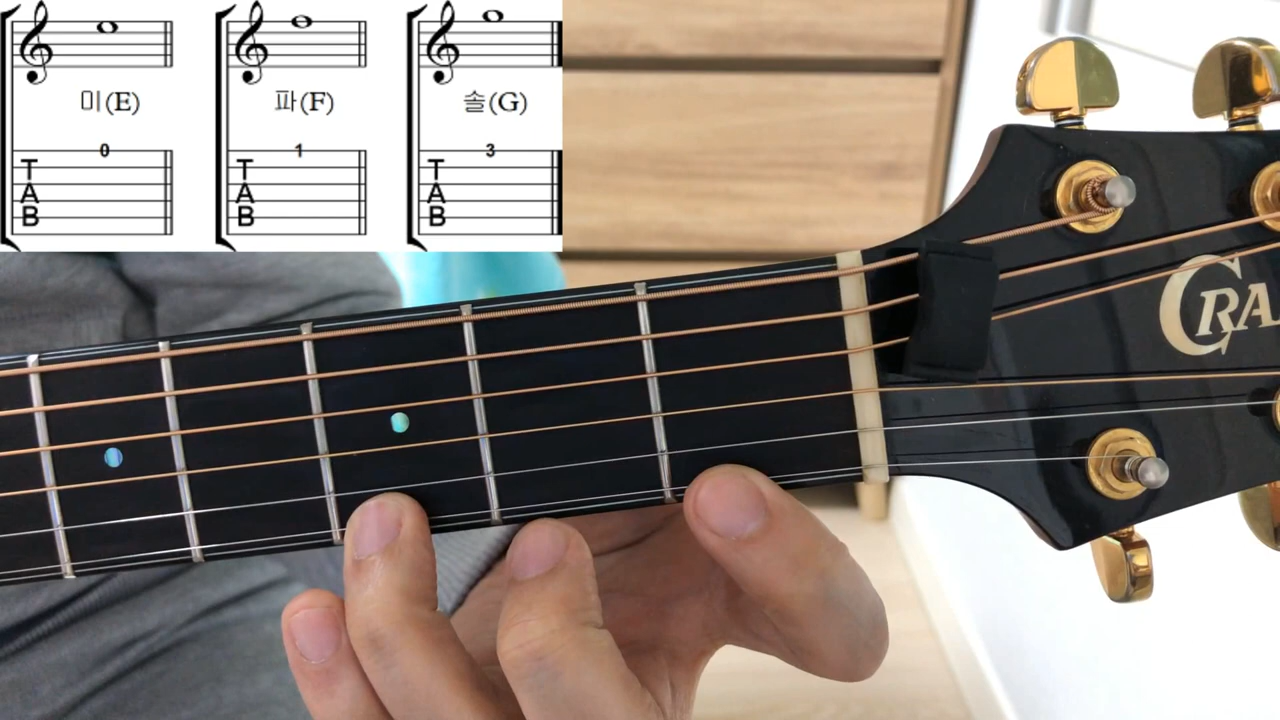 미(E) 파(F) 솔(G)
0 1 3
T T T
A A A
B B B
CRA